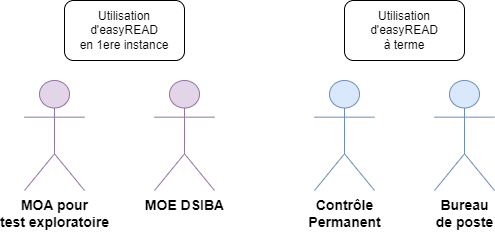 Utilisation
d'easyREAD
en 1ere instance
Utilisation
d'easyREAD
à terme
MOA pour
test exploratoire
MOE DSIBA
Contrôle
Permanent
Bureau
de poste